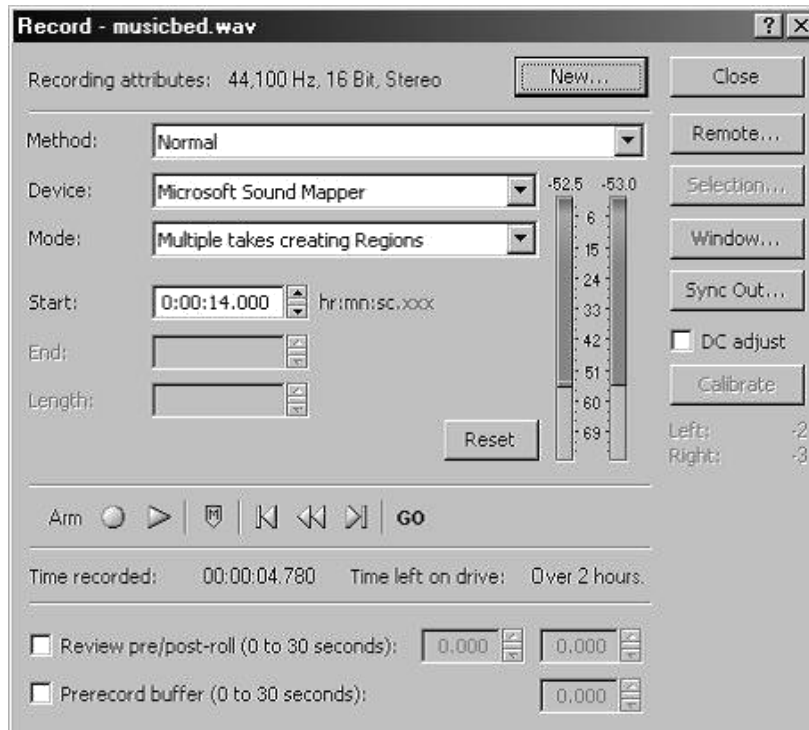 Record - musicbed.wav
Recording attributes: 44,100 Hz, 16 Bit, Stereo
New...
Close
Method: Normal
Remote...
Device: Microsoft Sound Mapper
-52.5 -53.0
Selection...
Mode: Multiple takes creating Regions
Window...
Start: 0:00:14.000 hr:mn:sc.xxx
Sync Out...
End:
DC adjust
Length:
Calibrate
6
15
24
33
42
51
60
69
Reset
Left: -2
Right: -3
Arm M GO
Time recorded: 00:00:04.780 Time left on drive: Over 2 hours.
Review pre/post-roll (0 to 30 seconds): 0.000 0.000
Prerecord buffer (0 to 30 seconds): 0.000